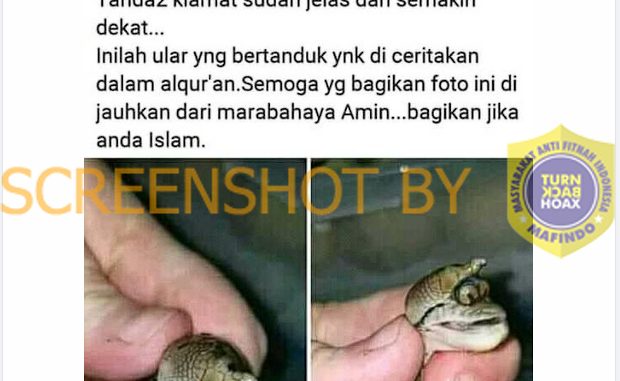 Tanda2 kiamat sudah jelas dan semakin
dekat...
Inilah ular yng bertanduk ynk di ceritakan
dalam alqur'an.Semoga yg bagikan foto ini di
jauhkan dari marabahaya Amin...bagikan jika
anda Islam.
SCREENSHOT BY
MASYARAKAT ANTI FITNAH INDONESIA
TURN
BACK
HOAX
MAFINDO